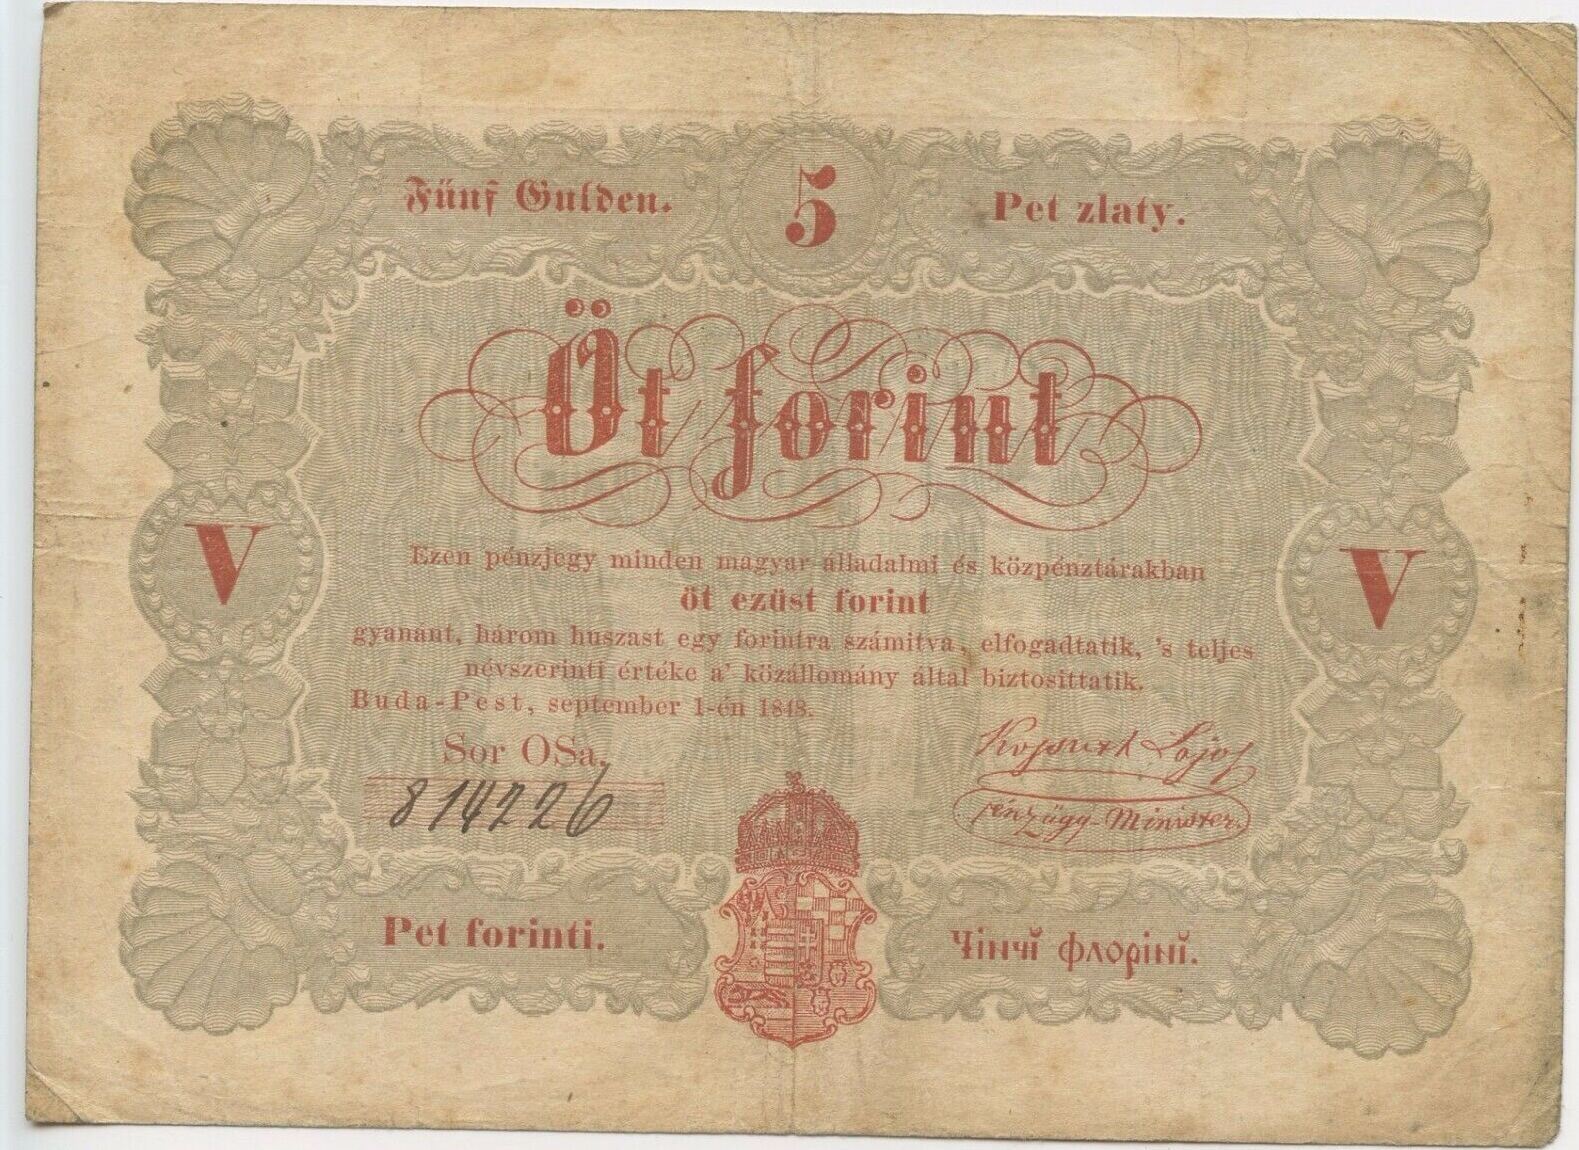 Fünf Gulden.
5
Pet zlaty.
Öt forint
V
V
Ezen pénzjegy minden magyar álladalmi és közpénztárakban
öt ezüst forint
gyanánt, három huszast egy forintra számitva, elfogadtatik, 's teljes
névszerinti értéke a' közállomány által biztosittatik.
Buda-Pest, september 1-én 1848.
Sor OSa.
814226
Kossuth Lajos
pénzügy-Minister.
Pet forinti.
Чінчĭ флорінĭ.